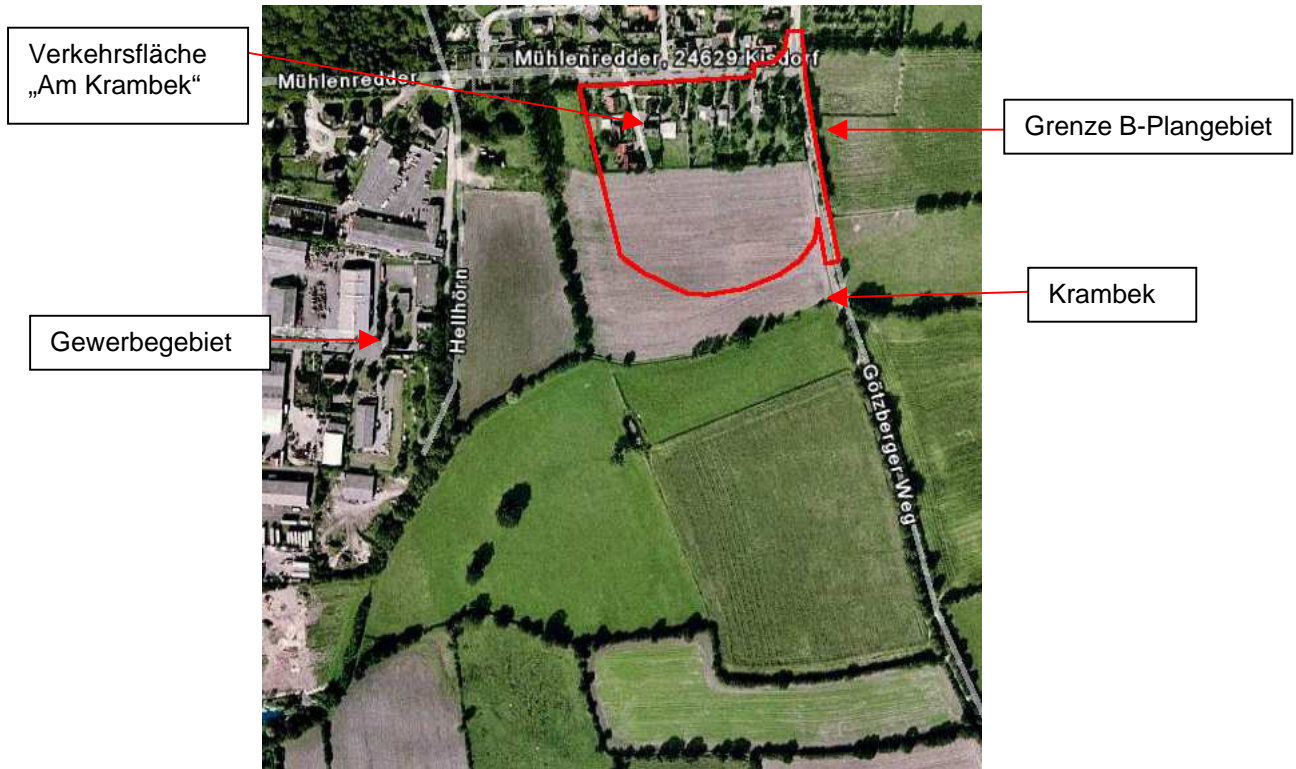 Verkehrsfläche
„Am Krambek“
Mühlenredder, 24629 Kisdorf
Mühlenredder
Grenze B-Plangebiet
Hellhörn
Krambek
Gewerbegebiet
Götzberger Weg